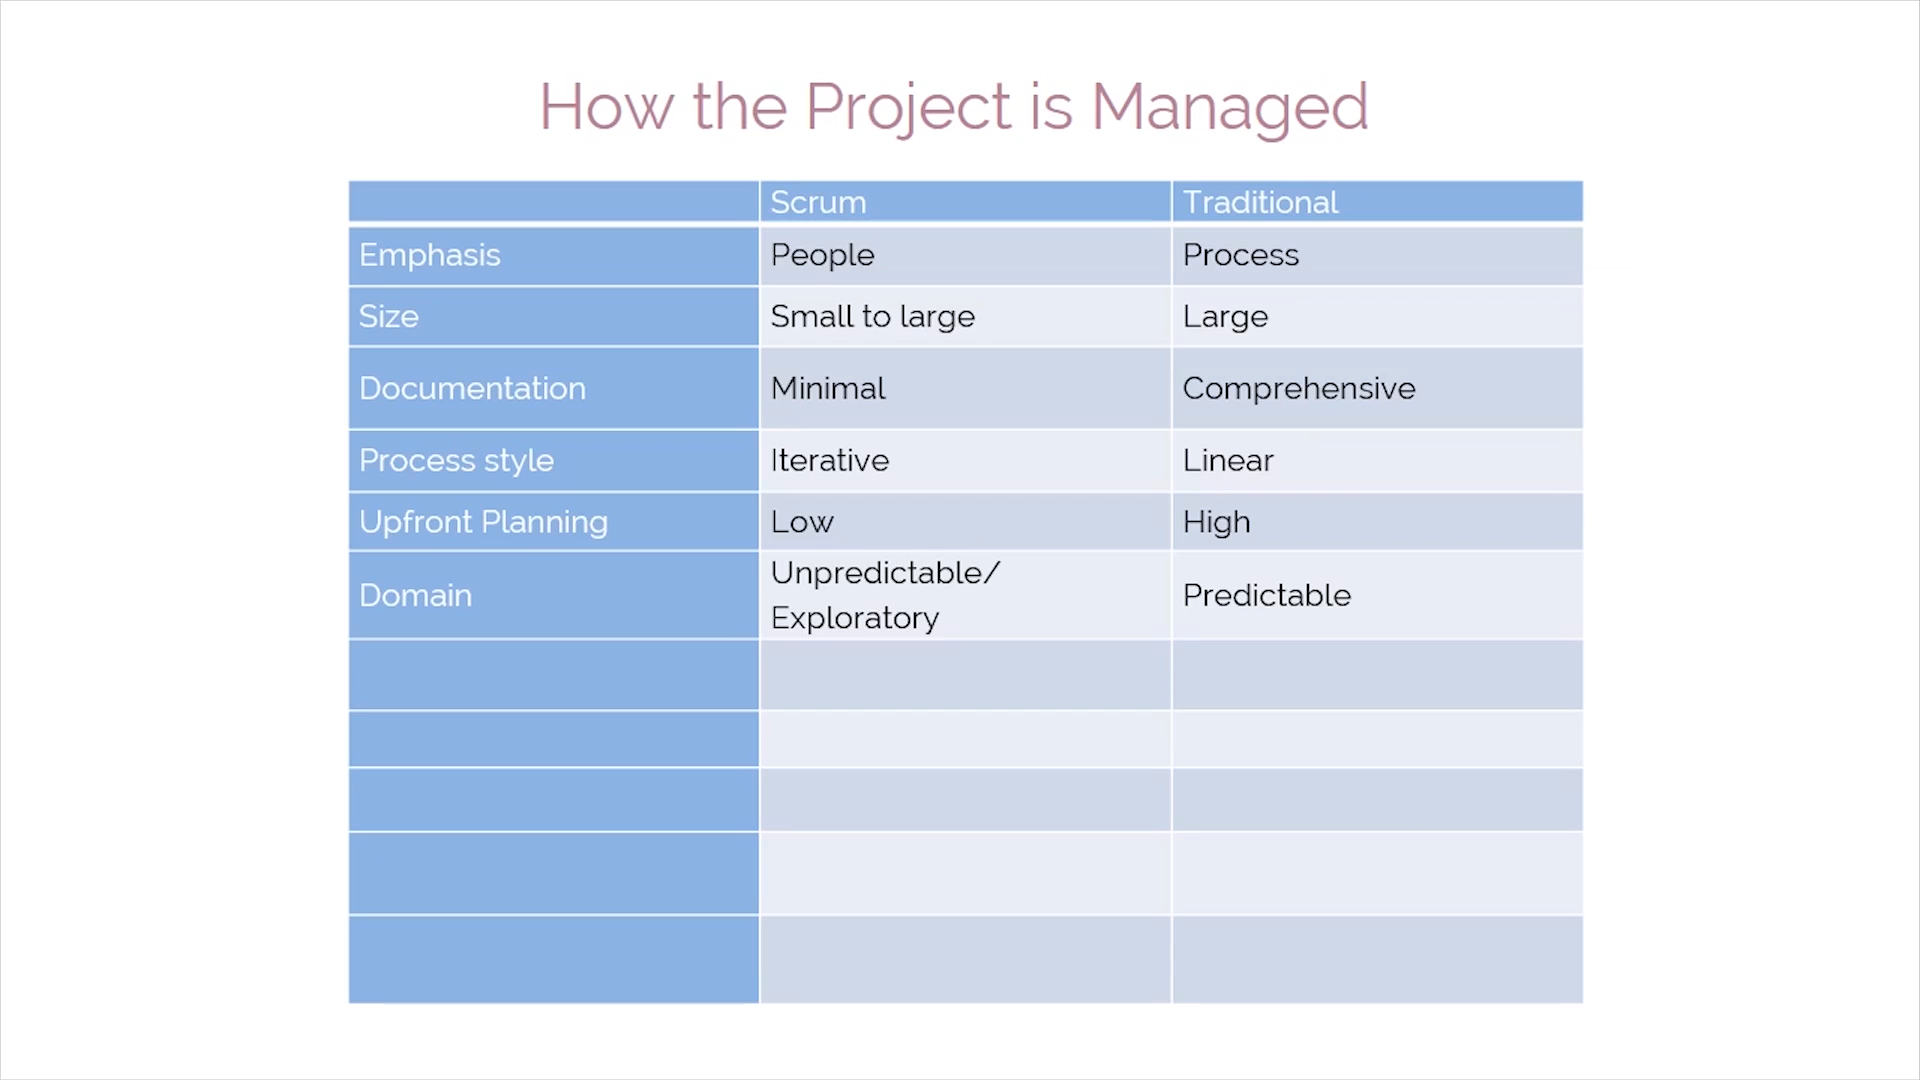 How the Project is Managed
Scrum Traditional
Emphasis People Process
Size Small to large Large
Documentation Minimal Comprehensive
Process style Iterative Linear
Upfront Planning Low High
Domain Unpredictable/ Predictable
Exploratory